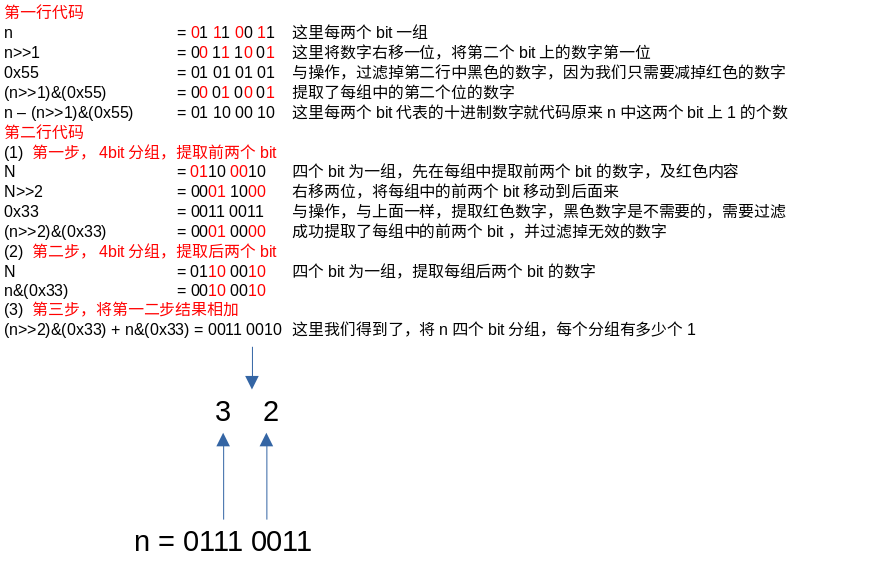 第一行代码
n = 01 11 00 11 这里每两个 bit 一组
n>>1 = 00 11 10 01 这里将数字右移一位，将第二个 bit 上的数字第一位
0x55 = 01 01 01 01 与操作，过滤掉第二行中黑色的数字，因为我们只需要减掉红色的数字
(n>>1)&(0x55) = 00 01 00 01 提取了每组中的第二个位的数字
n – (n>>1)&(0x55) = 01 10 00 10 这里每两个 bit 代表的十进制数字就代码原来 n 中这两个 bit 上 1 的个数
第二行代码
(1) 第一步， 4bit 分组，提取前两个 bit
N = 0110 0010 四个 bit 为一组，先在每组中提取前两个 bit 的数字，及红色内容
N>>2 = 0001 1000 右移两位，将每组中的前两个 bit 移动到后面来
0x33 = 0011 0011 与操作，与上面一样，提取红色数字，黑色数字是不需要的，需要过滤
(n>>2)&(0x33) = 0001 0000 成功提取了每组中的前两个 bit ，并过滤掉无效的数字
(2) 第二步， 4bit 分组，提取后两个 bit
N = 0110 0010 四个 bit 为一组，提取每组后两个 bit 的数字
n&(0x33) = 0010 0010
(3) 第三步，将第一二步结果相加
(n>>2)&(0x33) + n&(0x33) = 0011 0010 这里我们得到了，将 n 四个 bit 分组，每个分组有多少个 1
3 2
n = 0111 0011